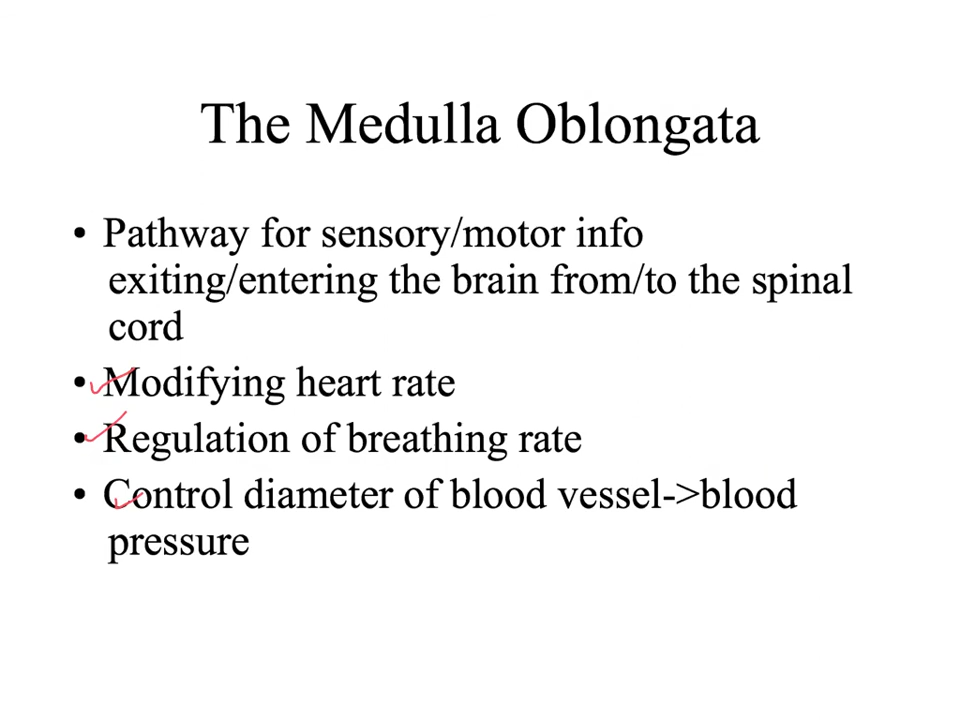 The Medulla Oblongata
• Pathway for sensory/motor info
exiting/entering the brain from/to the spinal
cord
• Modifying heart rate
• Regulation of breathing rate
• Control diameter of blood vessel->blood
pressure